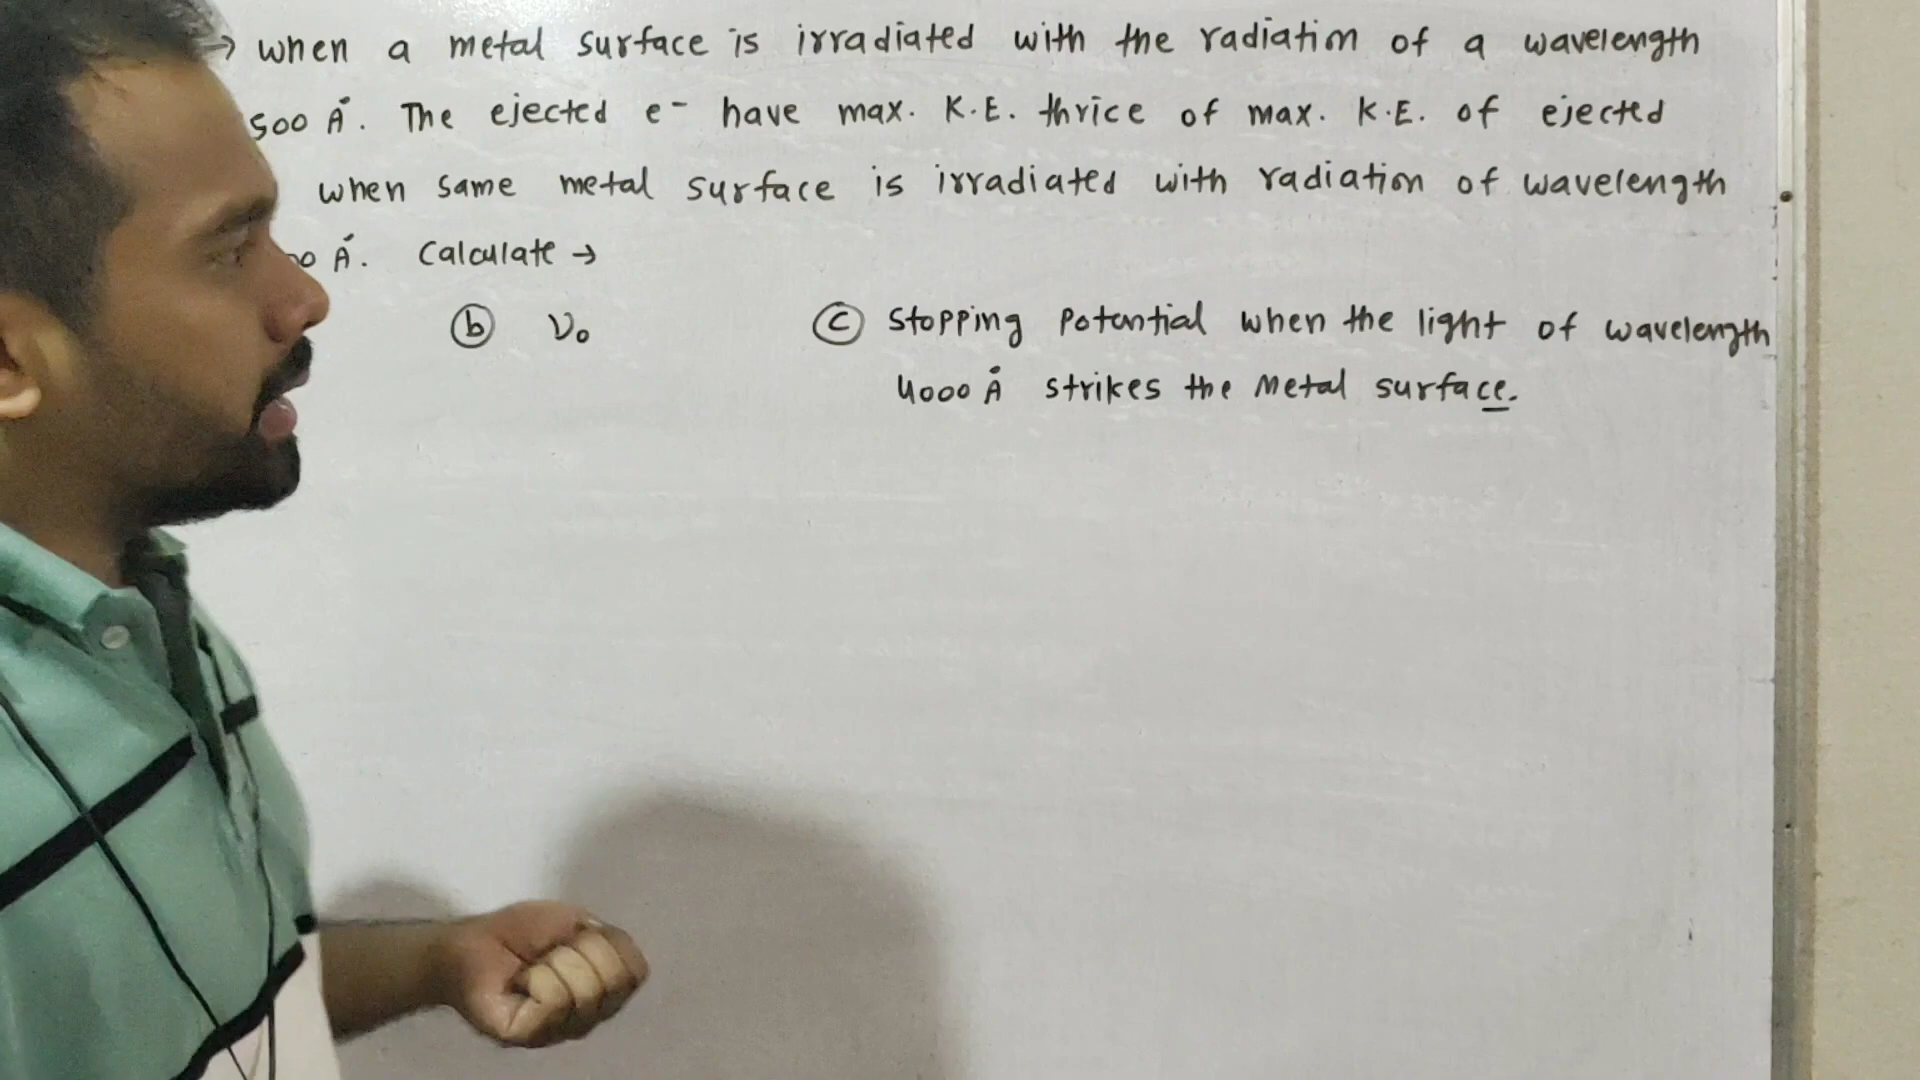 → when a metal surface is irradiated with the radiation of a wavelength
500 Å. The ejected e- have max. K.E. thrice of max. K.E. of ejected
when same metal surface is irradiated with radiation of wavelength
Å. Calculate →
(b) ν₀ (c) Stopping Potential when the light of wavelength
4000 Å strikes the Metal surface.